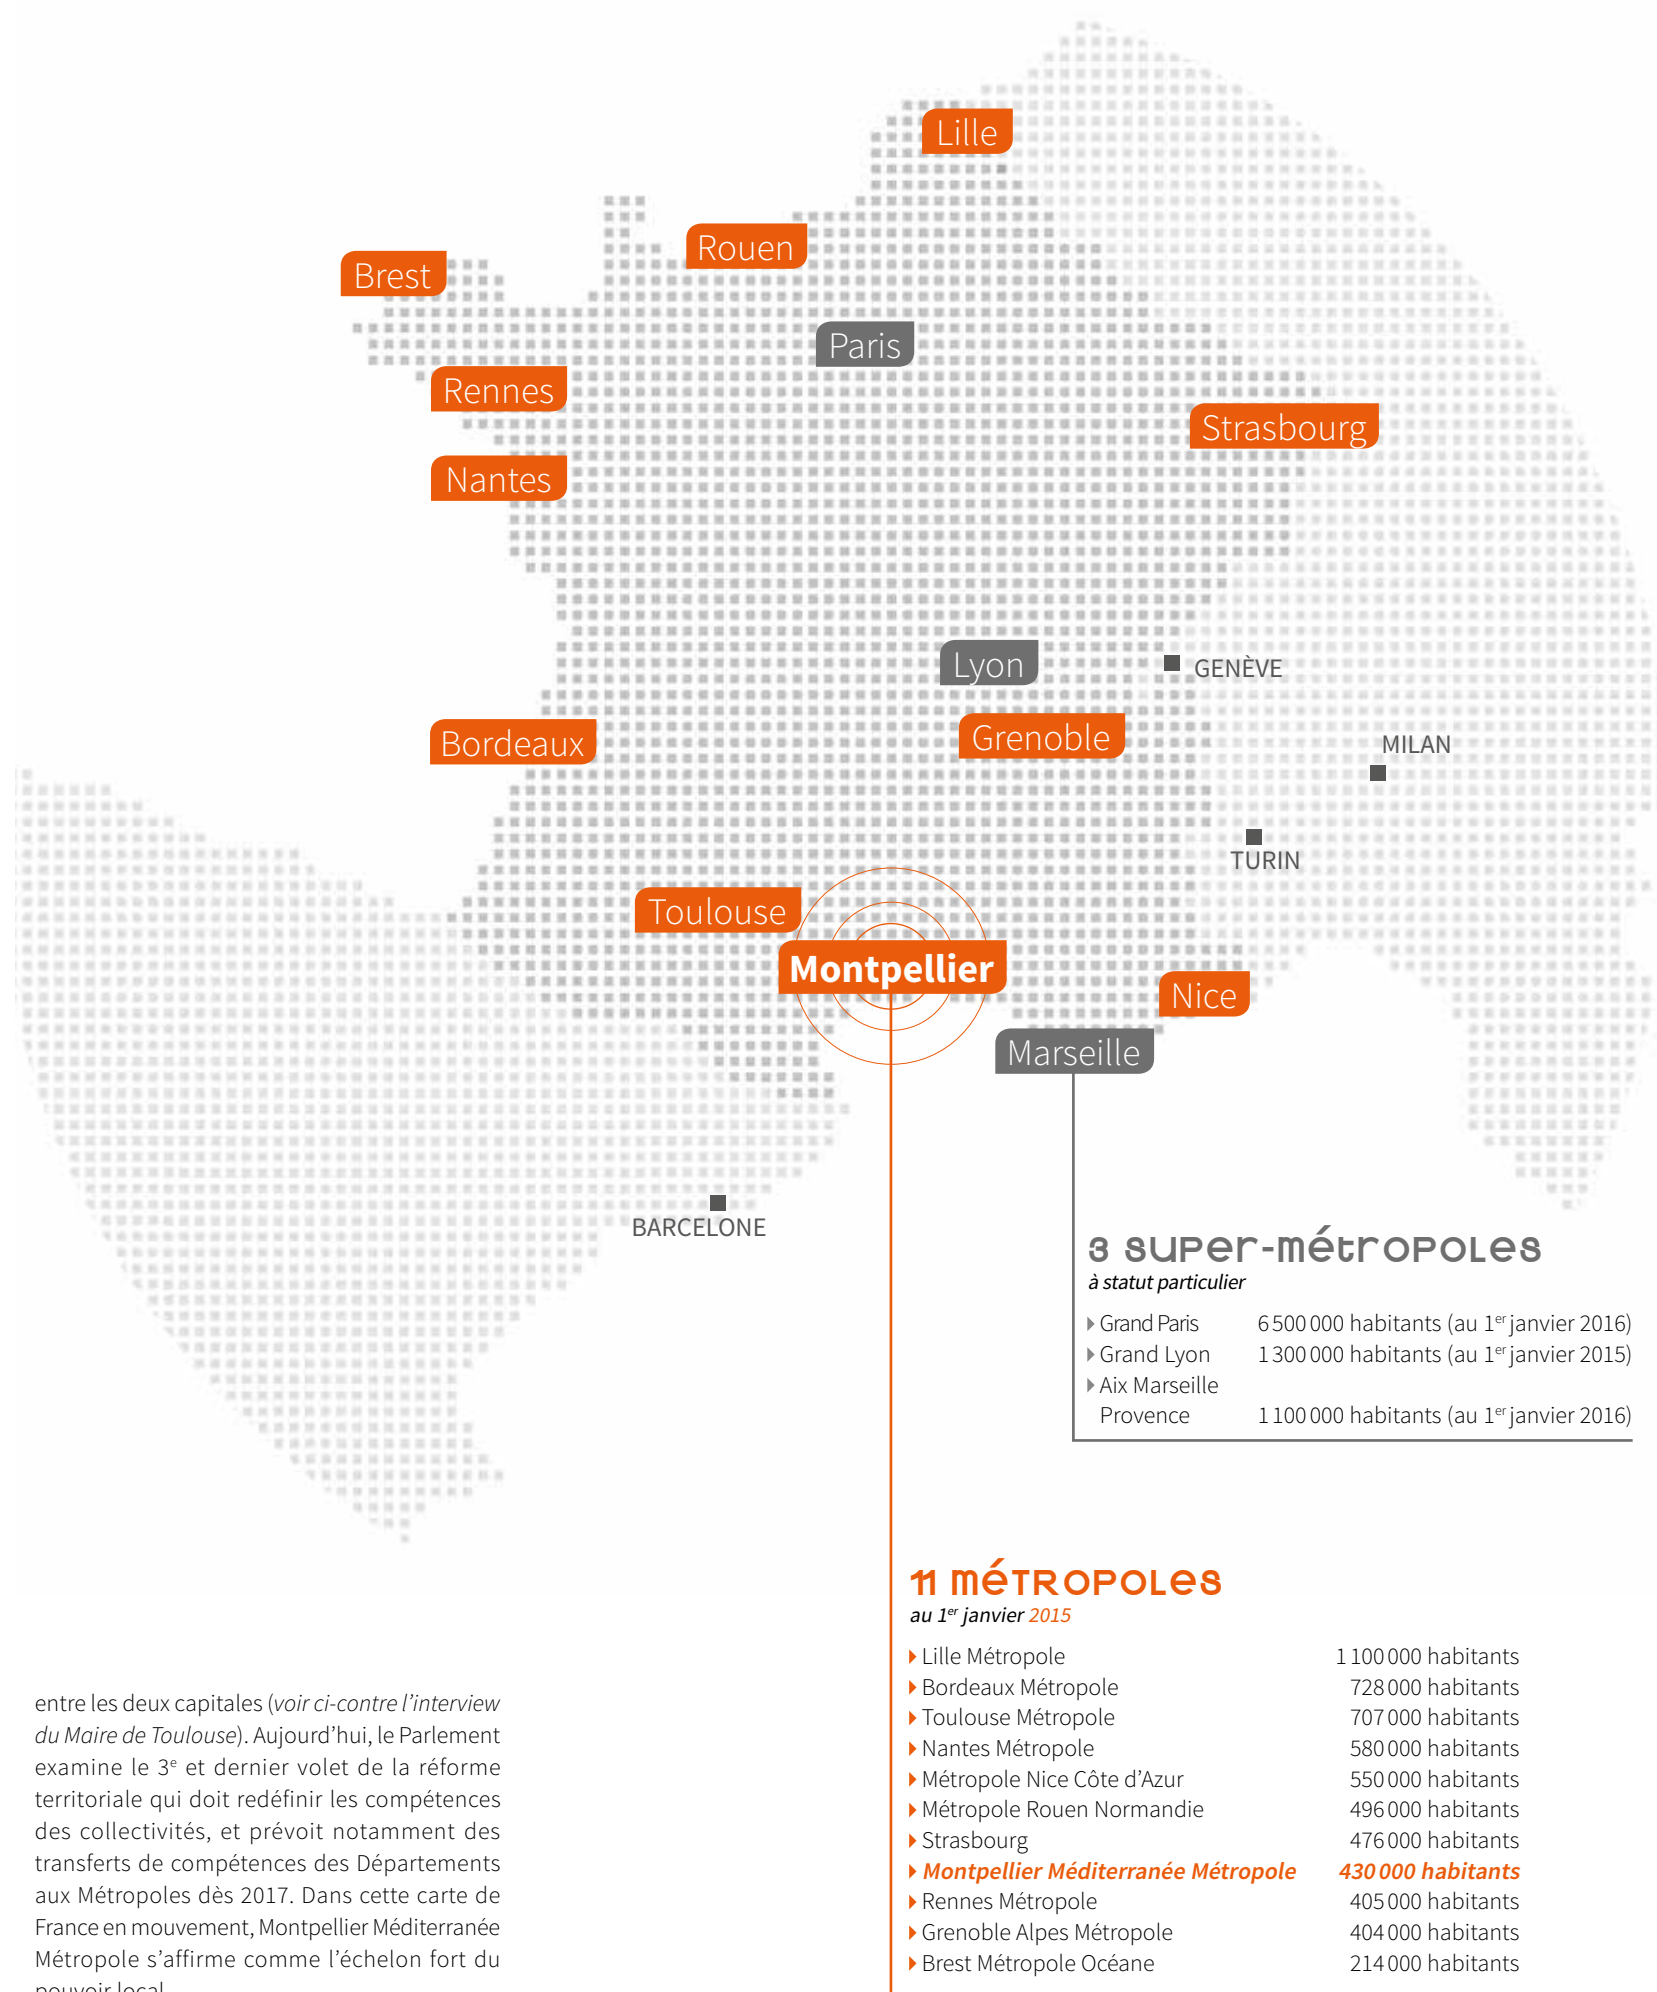 Lille
Rouen
Brest
Paris
Rennes
Strasbourg
Nantes
Lyon
GENÈVE
Grenoble
Bordeaux
MILAN
TURIN
Toulouse
Montpellier
Nice
Marseille
BARCELONE
3 super-métropoles
à statut particulier
Grand Paris 6 500 000 habitants (au 1er janvier 2016)
Grand Lyon 1 300 000 habitants (au 1er janvier 2015)
Aix Marseille
Provence 1 100 000 habitants (au 1er janvier 2016)
11 métropoles
au 1er janvier 2015
Lille Métropole 1 100 000 habitants
Bordeaux Métropole 728 000 habitants
Toulouse Métropole 707 000 habitants
Nantes Métropole 580 000 habitants
Métropole Nice Côte d’Azur 550 000 habitants
Métropole Rouen Normandie 496 000 habitants
Strasbourg 476 000 habitants
Montpellier Méditerranée Métropole 430 000 habitants
Rennes Métropole 405 000 habitants
Grenoble Alpes Métropole 404 000 habitants
Brest Métropole Océane 214 000 habitants
entre les deux capitales (voir ci-contre l’interview
du Maire de Toulouse). Aujourd’hui, le Parlement
examine le 3e et dernier volet de la réforme
territoriale qui doit redéfinir les compétences
des collectivités, et prévoit notamment des
transferts de compétences des Départements
aux Métropoles dès 2017. Dans cette carte de
France en mouvement, Montpellier Méditerranée
Métropole s’affirme comme l’échelon fort du
pouvoir local